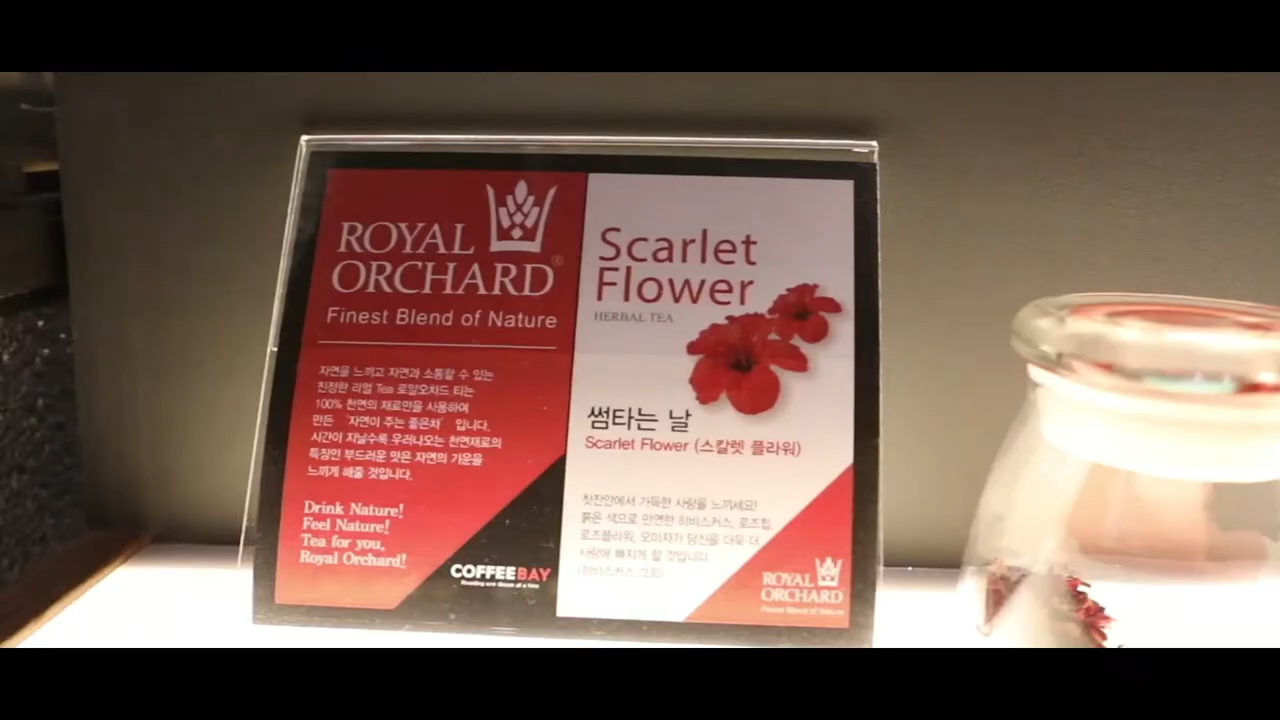 ROYAL
ORCHARD®
Finest Blend of Nature
자연을 느끼고 자연과 소통할 수 있는
진정한 리얼 Tea 로얄오차드 티는
100% 천연의 재료만을 사용하여
만든 '자연이 주는 좋은차' 입니다.
시간이 지날수록 우러나오는 천연재료의
특징인 부드러운 맛은 자연의 기운을
느끼게 해줄 것입니다.
Drink Nature!
Feel Nature!
Tea for you,
Royal Orchard!
COFFEEBAY
Scarlet
Flower
HERBAL TEA
썸타는 날
Scarlet Flower (스칼렛 플라워)
찻잔안에서 가득한 사랑을 느끼세요!
붉은 색으로 만연한 히비스커스, 로즈힙,
로즈플라워, 오미자가 당신을 더욱 더
사랑에 빠지게 할 것입니다.
(히비스커스 그외)
ROYAL
ORCHARD
Finest Blend of Nature